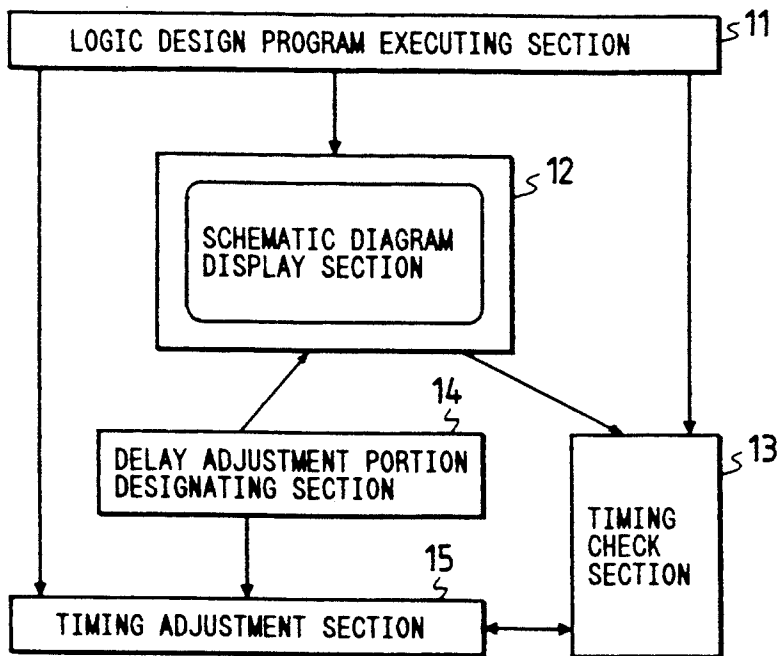 LOGIC DESIGN PROGRAM EXECUTING SECTION
11
12
SCHEMATIC DIAGRAM
DISPLAY SECTION
14
DELAY ADJUSTMENT PORTION
DESIGNATING SECTION
13
TIMING
CHECK
SECTION
15
TIMING ADJUSTMENT SECTION